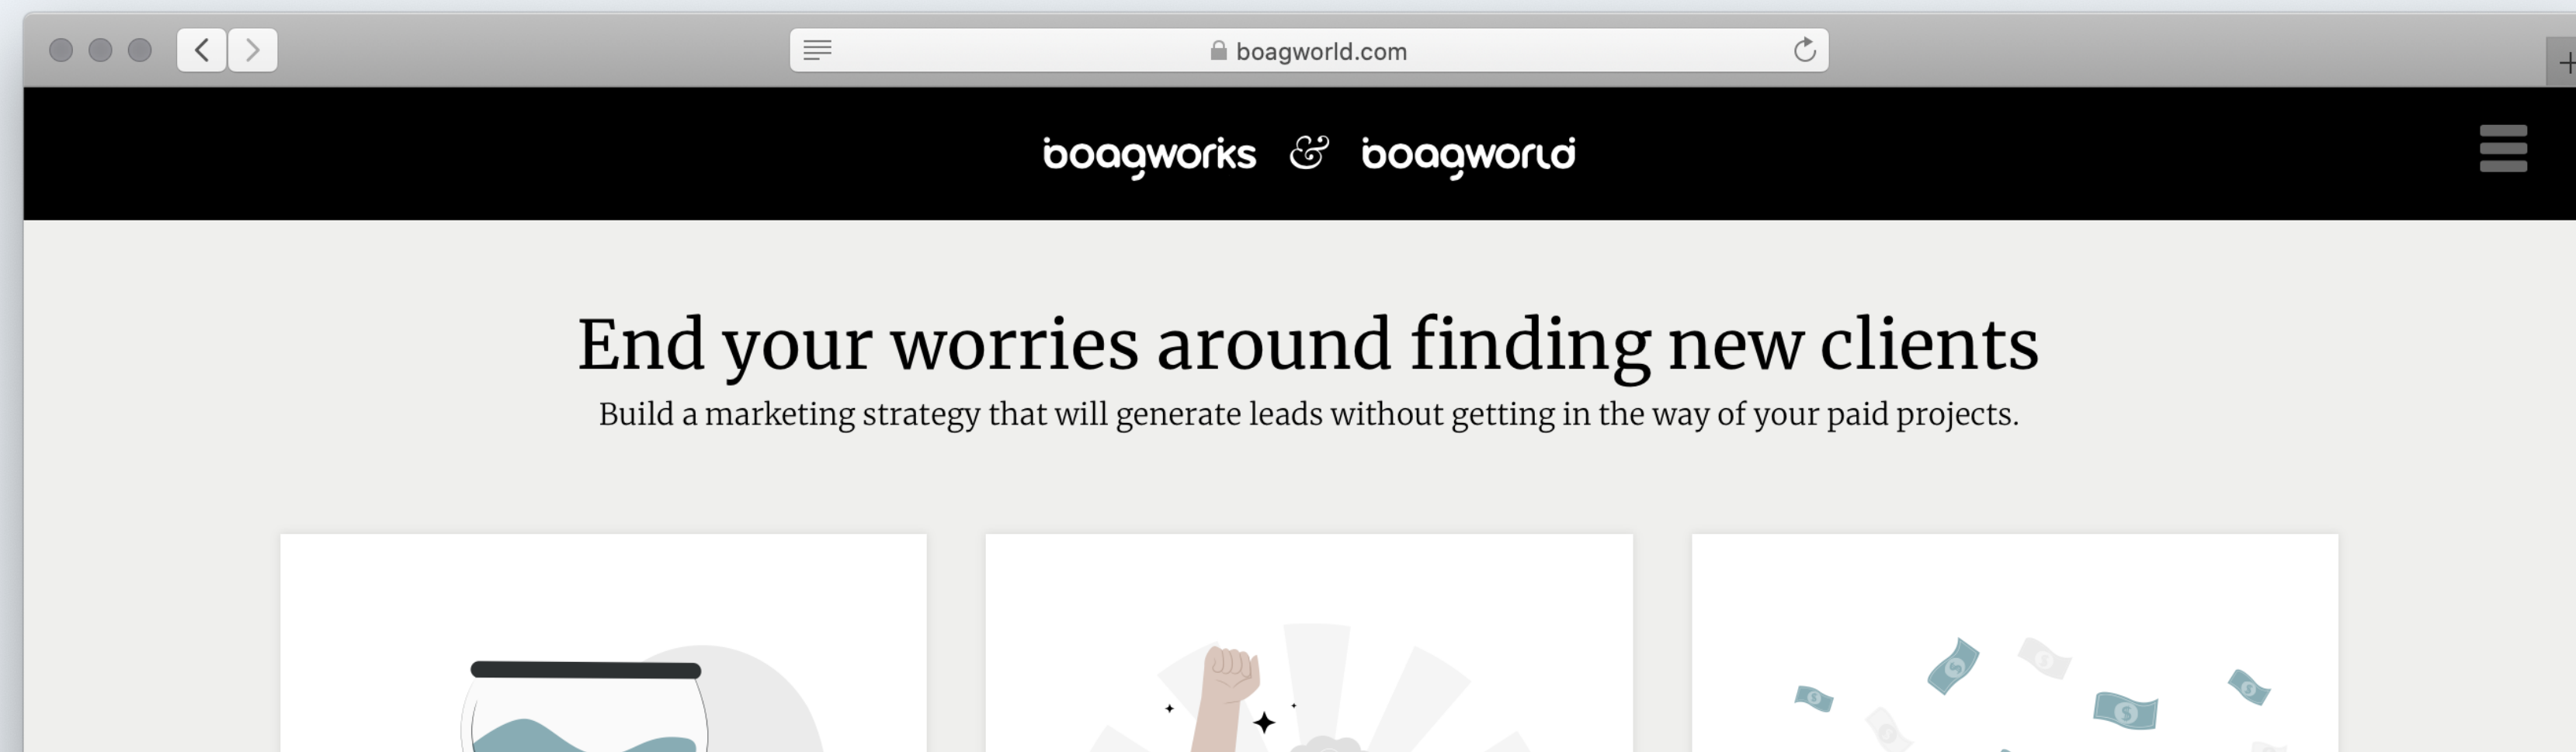 boagworld.com
boagworks & boagworld
End your worries around finding new clients
Build a marketing strategy that will generate leads without getting in the way of your paid projects.